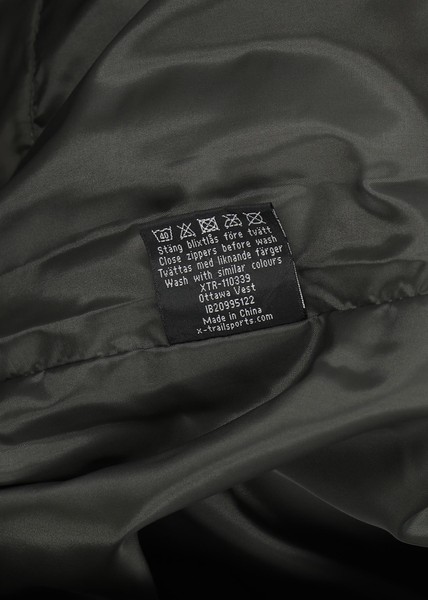 40
Stäng blixtlås före tvätt
Close zippers before wash
Tvättas med liknande färger
Wash with similar colours
XTR-110339
Ottawa Vest
IB20995122
Made in China
x-trailsports.com